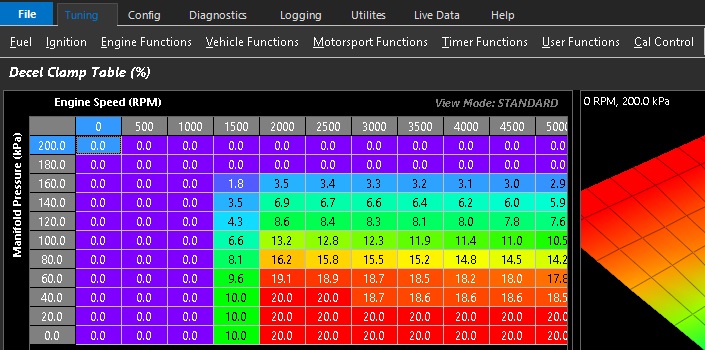 File Tuning Config Diagnostics Logging Utilites Live Data Help
Fuel Ignition Engine Functions Vehicle Functions Motorsport Functions Timer Functions User Functions Cal Control
Decel Clamp Table (%)
Engine Speed (RPM) View Mode: STANDARD
0 RPM, 200.0 kPa
Manifold Pressure (kPa)
0 500 1000 1500 2000 2500 3000 3500 4000 4500 5000
200.0 0.0 0.0 0.0 0.0 0.0 0.0 0.0 0.0 0.0 0.0 0.0
180.0 0.0 0.0 0.0 0.0 0.0 0.0 0.0 0.0 0.0 0.0 0.0
160.0 0.0 0.0 0.0 1.8 3.5 3.4 3.3 3.2 3.1 3.0 2.9
140.0 0.0 0.0 0.0 3.5 6.9 6.7 6.6 6.4 6.2 6.0 5.9
120.0 0.0 0.0 0.0 4.3 8.6 8.4 8.3 8.1 8.0 7.8 7.6
100.0 0.0 0.0 0.0 6.6 13.2 12.8 12.3 11.9 11.4 11.0 10.5
80.0 0.0 0.0 0.0 8.1 16.2 15.8 15.5 15.2 14.8 14.5 14.2
60.0 0.0 0.0 0.0 9.6 19.1 18.9 18.7 18.5 18.2 18.0 17.8
40.0 0.0 0.0 0.0 10.0 20.0 20.0 18.7 18.6 18.6 18.6 18.5
20.0 0.0 0.0 0.0 10.0 20.0 20.0 20.0 20.0 20.0 20.0 20.0
0.0 0.0 0.0 0.0 10.0 20.0 20.0 20.0 20.0 20.0 20.0 20.0